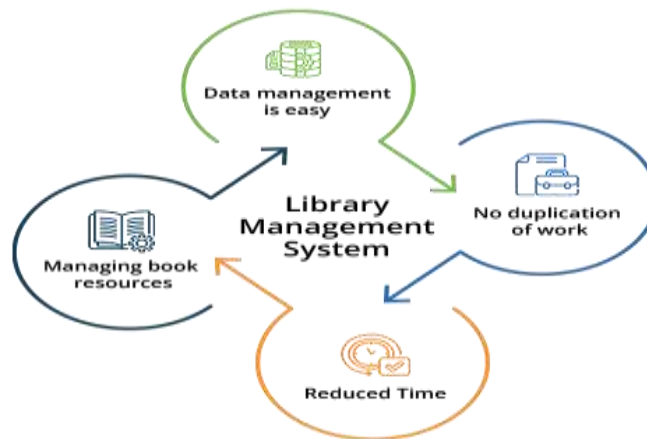 Data management
is easy
No duplication
of work
Library
Management
System
Managing book
resources
Reduced Time